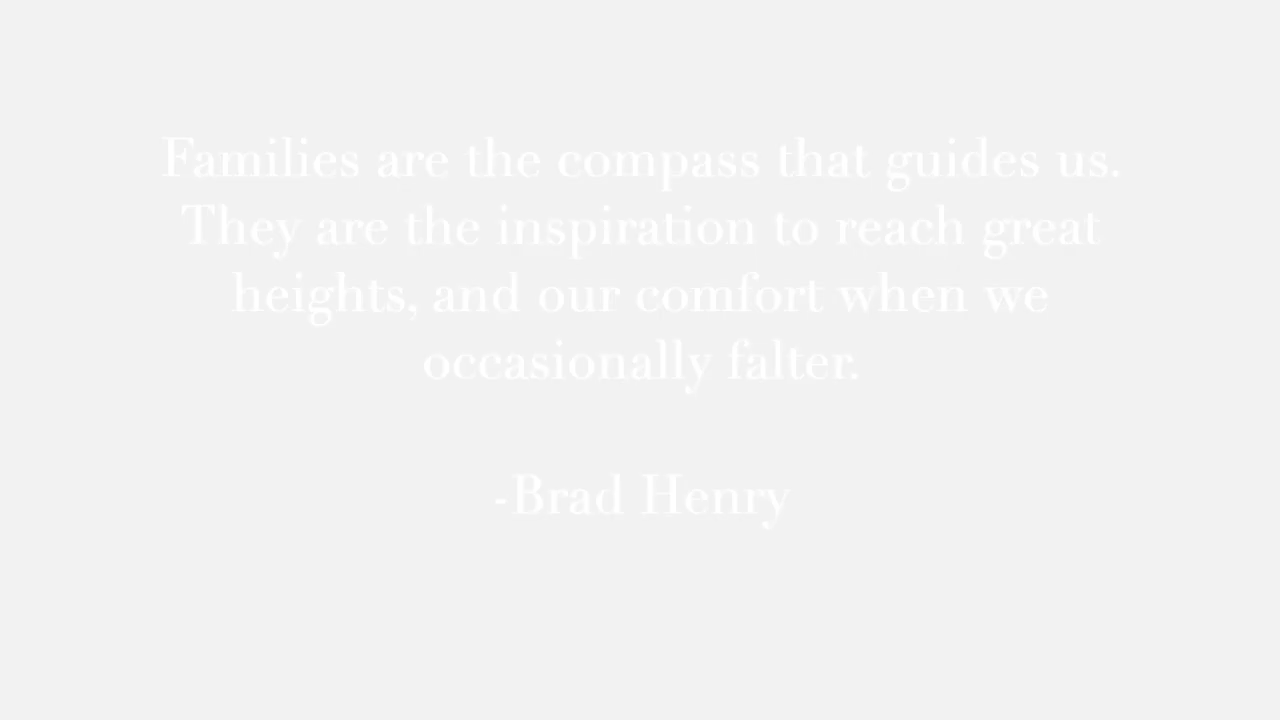 Families are the compass that guides us.
They are the inspiration to reach great
heights, and our comfort when we
occasionally falter.
-Brad Henry